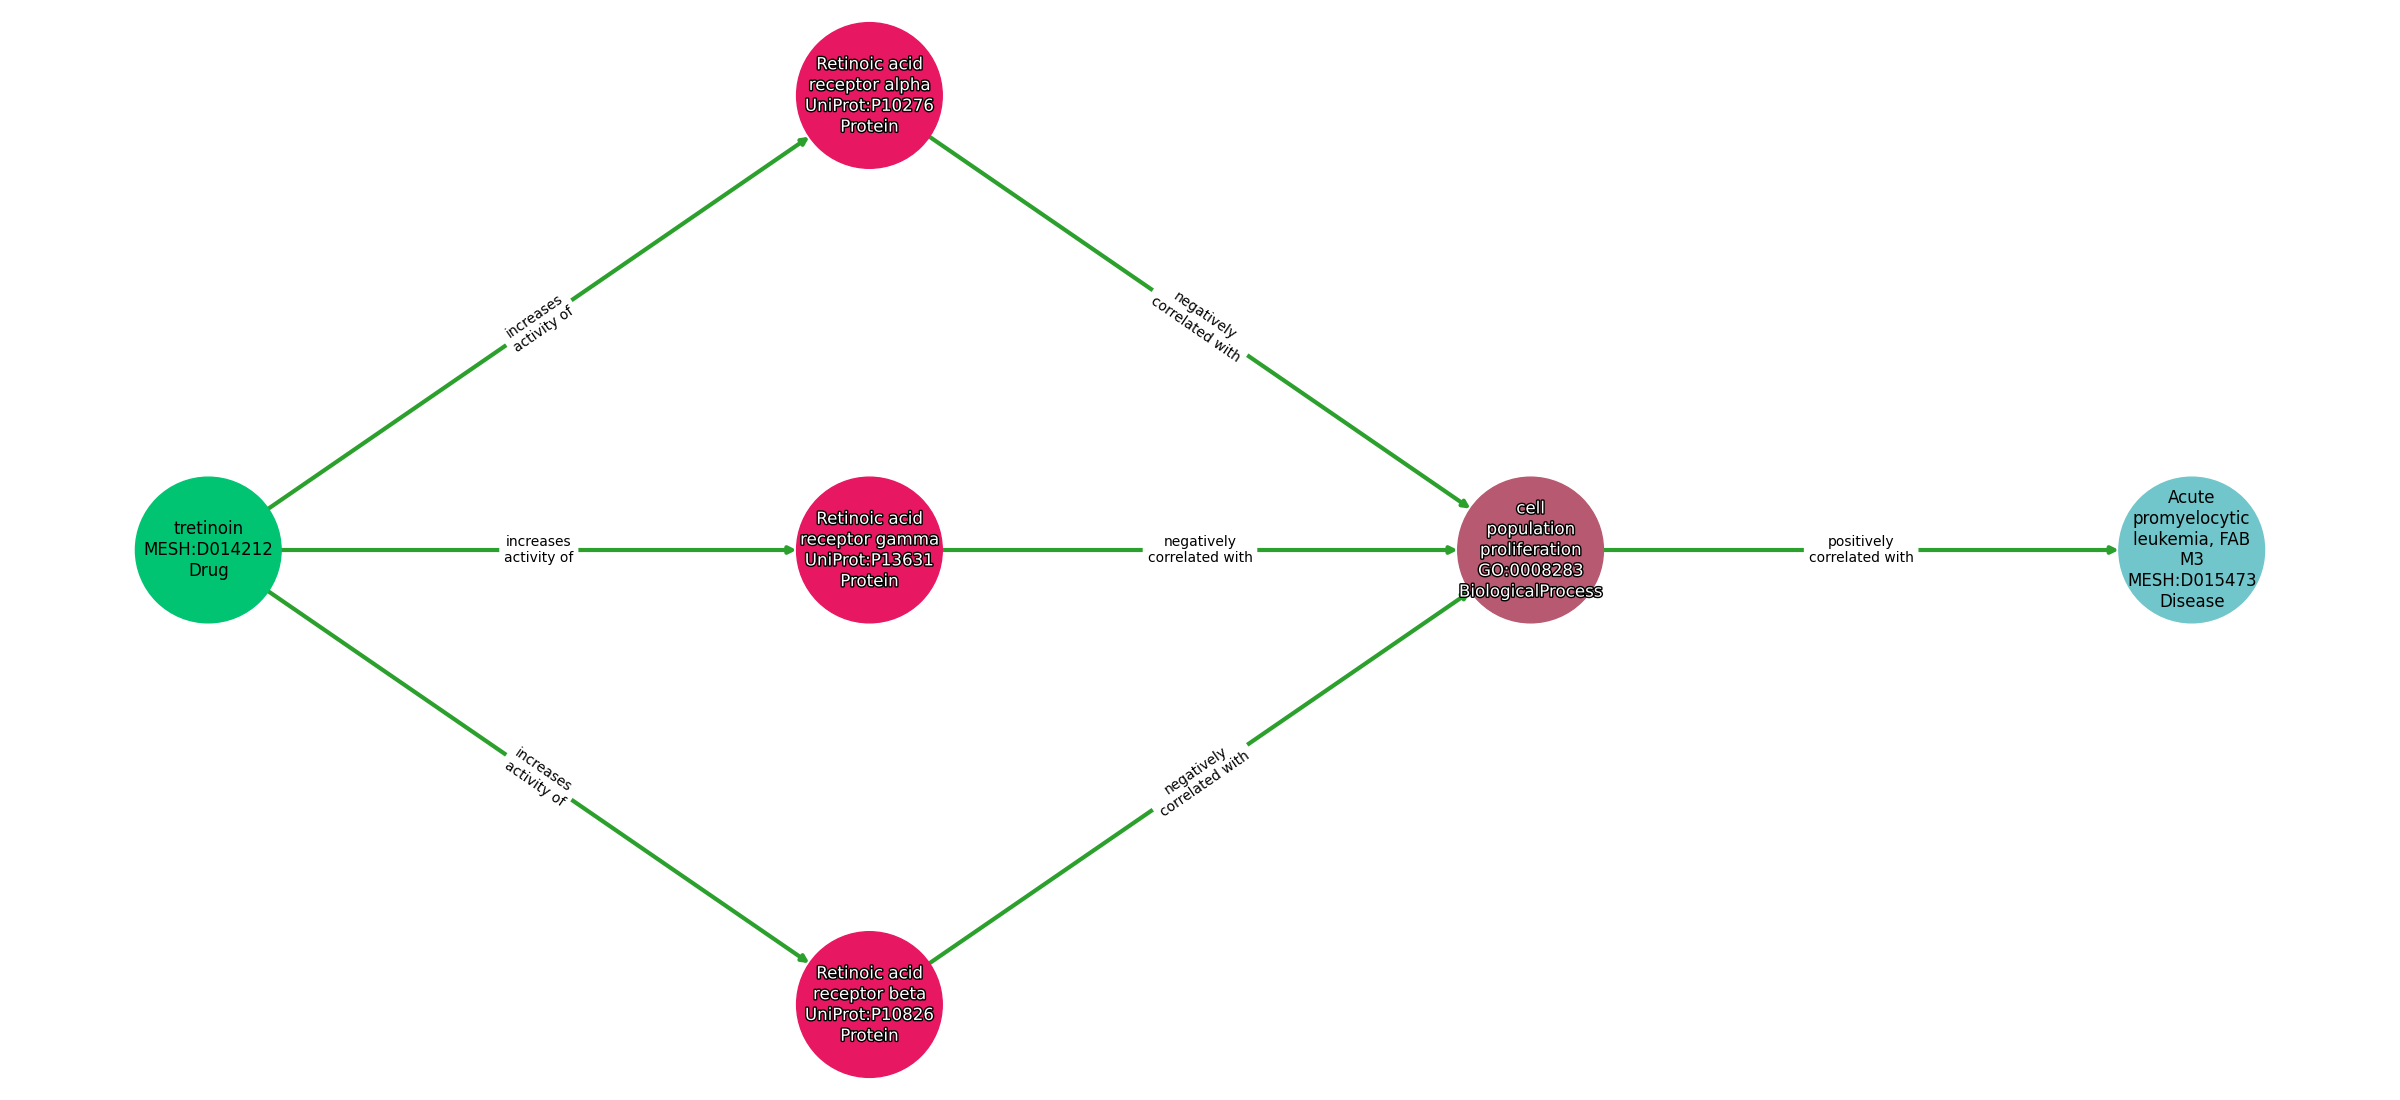 Retinoic acid
receptor alpha
UniProt:P10276
Protein
increases
activity of
negatively
correlated with
tretinoin
MESH:D014212
Drug
increases
activity of
Retinoic acid
receptor gamma
UniProt:P13631
Protein
negatively
correlated with
cell
population
proliferation
GO:0008283
BiologicalProcess
positively
correlated with
Acute
promyelocytic
leukemia, FAB
M3
MESH:D015473
Disease
increases
activity of
negatively
correlated with
Retinoic acid
receptor beta
UniProt:P10826
Protein